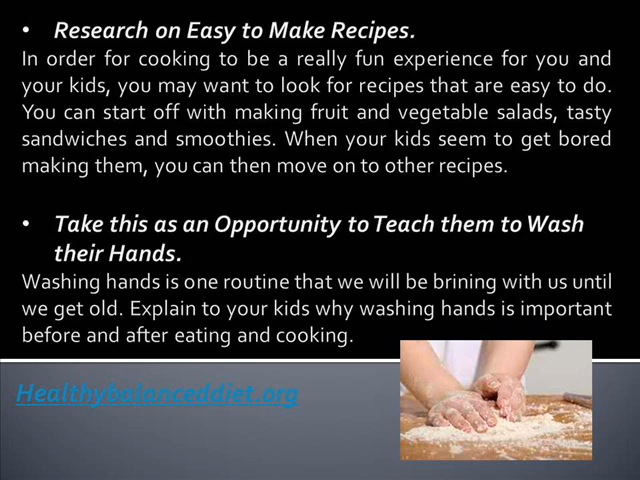 • Research on Easy to Make Recipes.
In order for cooking to be a really fun experience for you and
your kids, you may want to look for recipes that are easy to do.
You can start off with making fruit and vegetable salads, tasty
sandwiches and smoothies. When your kids seem to get bored
making them, you can then move on to other recipes.
• Take this as an Opportunity to Teach them to Wash
their Hands.
Washing hands is one routine that we will be brining with us until
we get old. Explain to your kids why washing hands is important
before and after eating and cooking.
Healthybalanceddiet.org